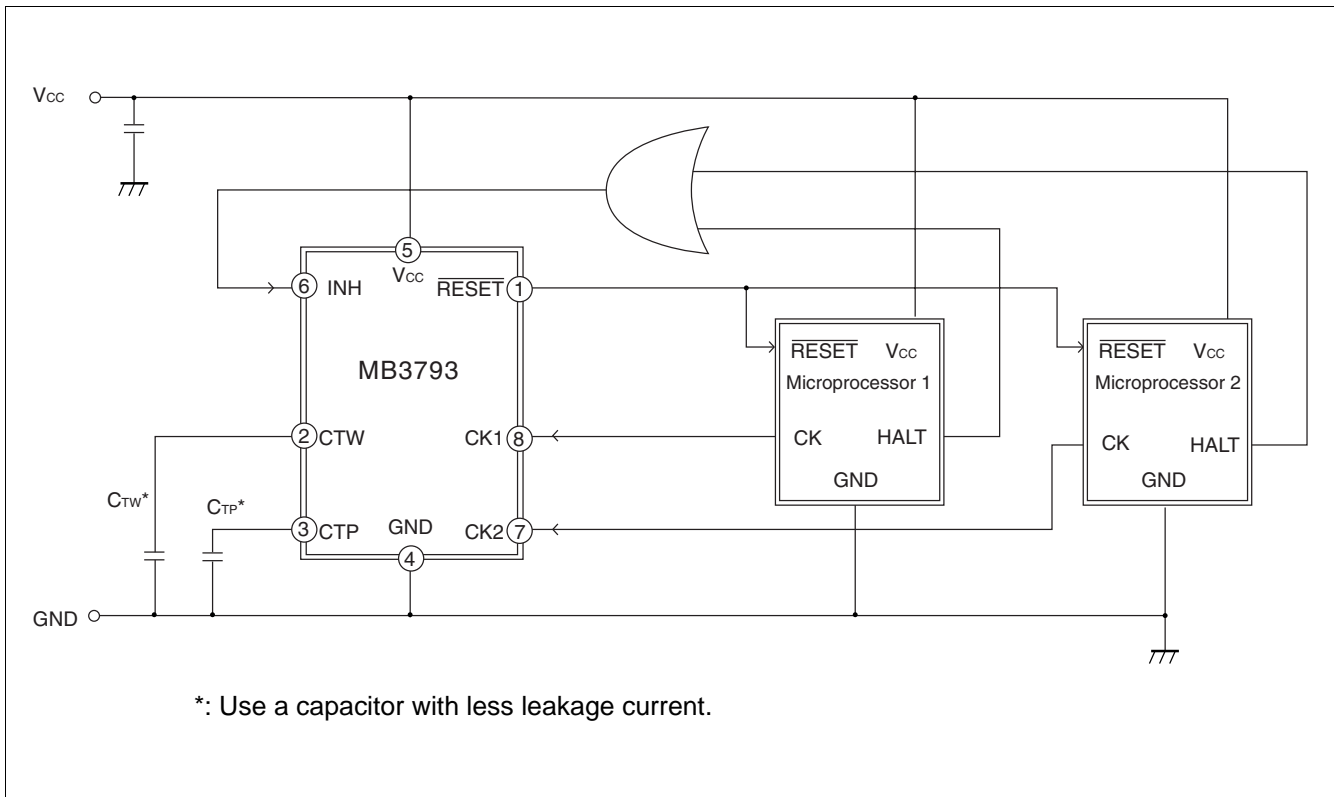 Vcc
5
Vcc
6 INH
RESET 1
MB3793
RESET Vcc
Microprocessor 1
RESET Vcc
Microprocessor 2
2 CTW
CK1 8
CK HALT
CK HALT
GND
GND
CTW*
CTP*
3 CTP
GND
CK2 7
4
GND
*: Use a capacitor with less leakage current.